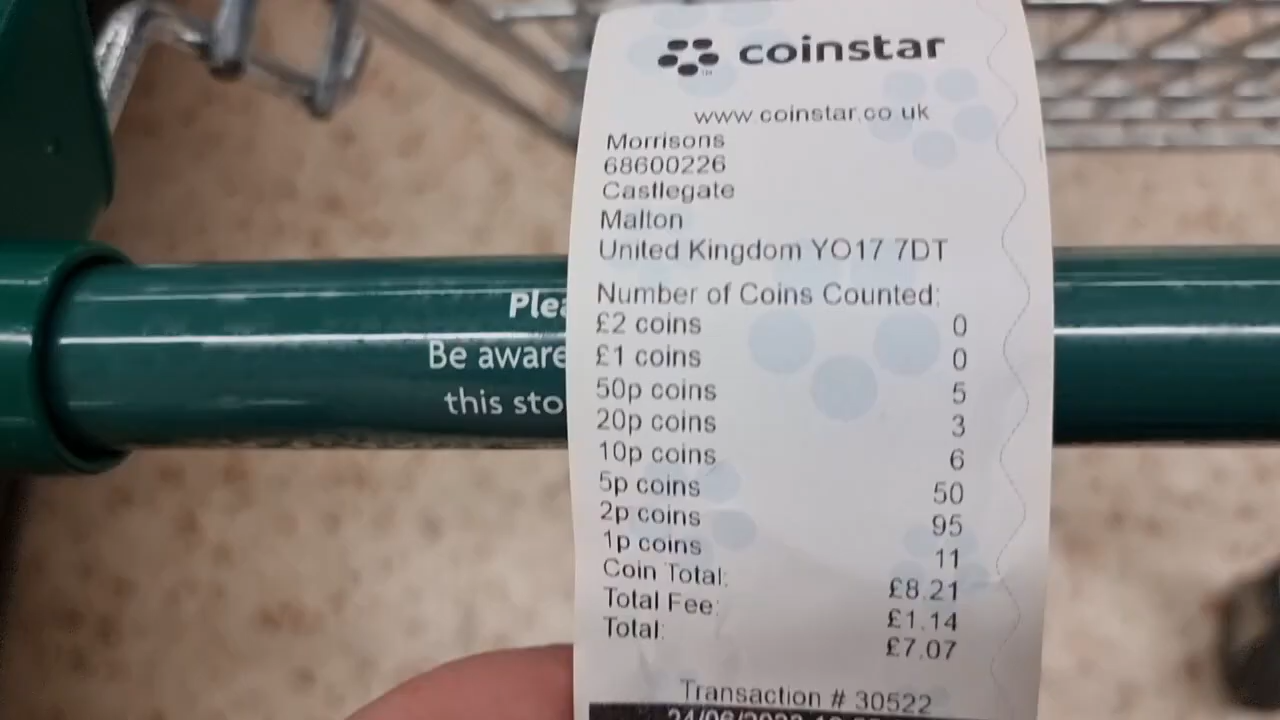 coinstar
TM
www.coinstar.co.uk
Morrisons
68600226
Castlegate
Malton
United Kingdom YO17 7DT
Number of Coins Counted:
£2 coins 0
£1 coins 0
50p coins 5
20p coins 3
10p coins 6
5p coins 50
2p coins 95
1p coins 11
Coin Total: £8.21
Total Fee: £1.14
Total: £7.07
Transaction # 30522
Plea
Be aware
this sto